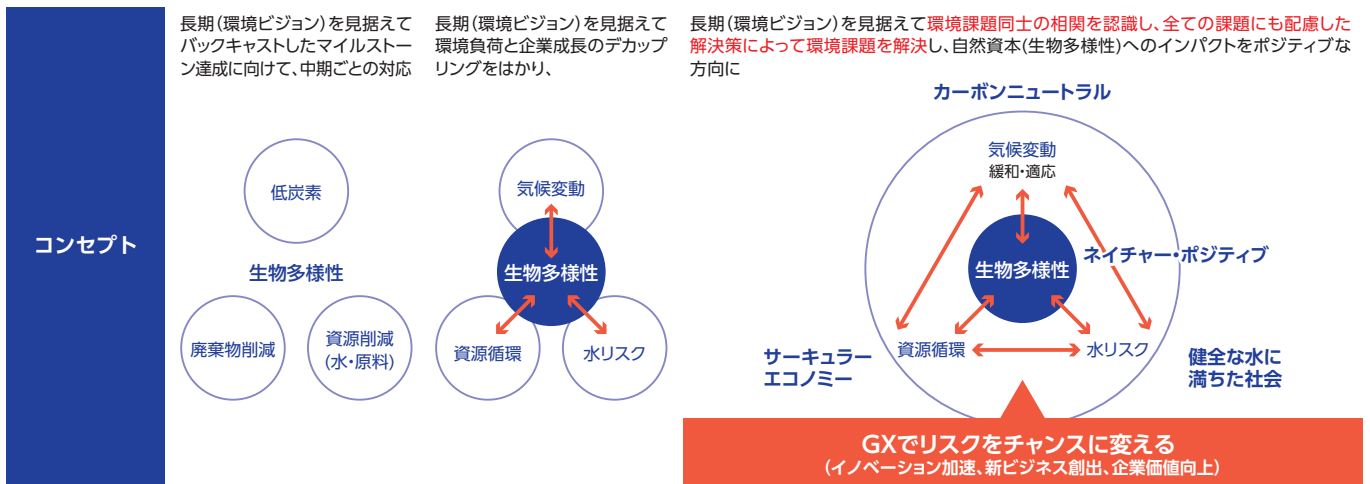 コンセプト
長期(環境ビジョン)を見据えて
バックキャストしたマイルストー
ン達成に向けて、中期ごとの対応
低炭素
生物多様性
廃棄物削減
資源削減
(水・原料)
長期(環境ビジョン)を見据えて
環境負荷と企業成長のデカップ
リングをはかり、
気候変動
生物多様性
資源循環
水リスク
長期(環境ビジョン)を見据えて環境課題同士の相関を認識し、全ての課題にも配慮した
解決策によって環境課題を解決し、自然資本(生物多様性)へのインパクトをポジティブな
方向に
カーボンニュートラル
気候変動
緩和・適応
生物多様性
ネイチャー・ポジティブ
資源循環
水リスク
サーキュラー
エコノミー
健全な水に
満ちた社会
GXでリスクをチャンスに変える
(イノベーション加速、新ビジネス創出、企業価値向上)